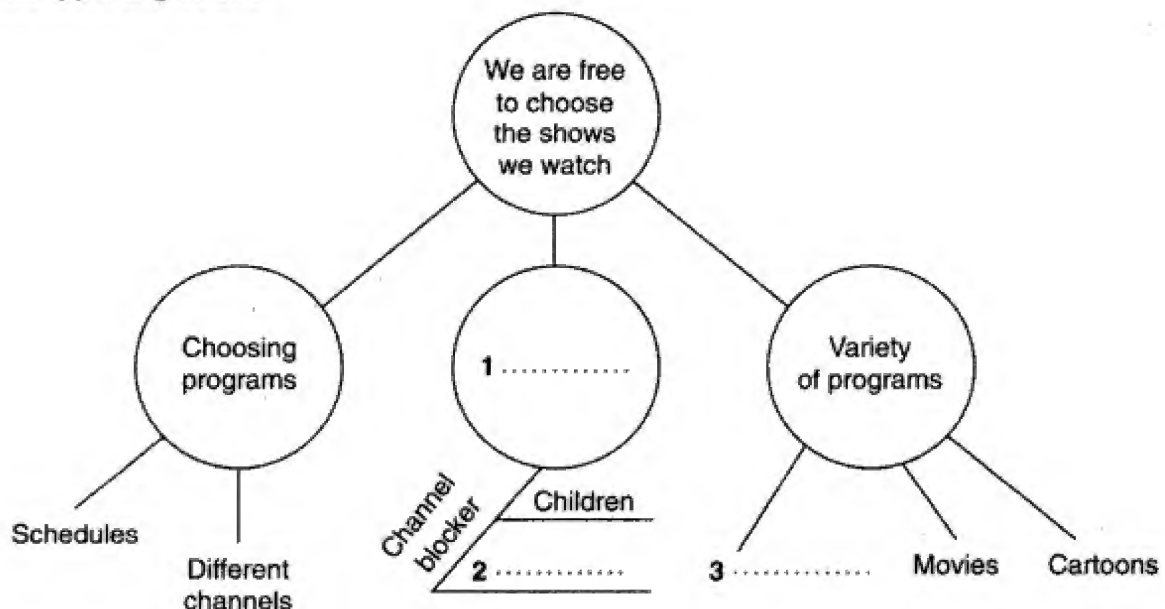 We are free
to choose
the shows
we watch
Choosing
programs
1 .............
Variety
of programs
Schedules
Different
channels
Channel
blocker
Children
2 .............
3 ..............
Movies
Cartoons